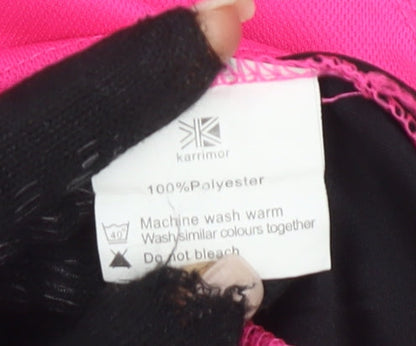 karrimor
100%Polyester
40°
Machine wash warm
Wash similar colours together
Do not bleach